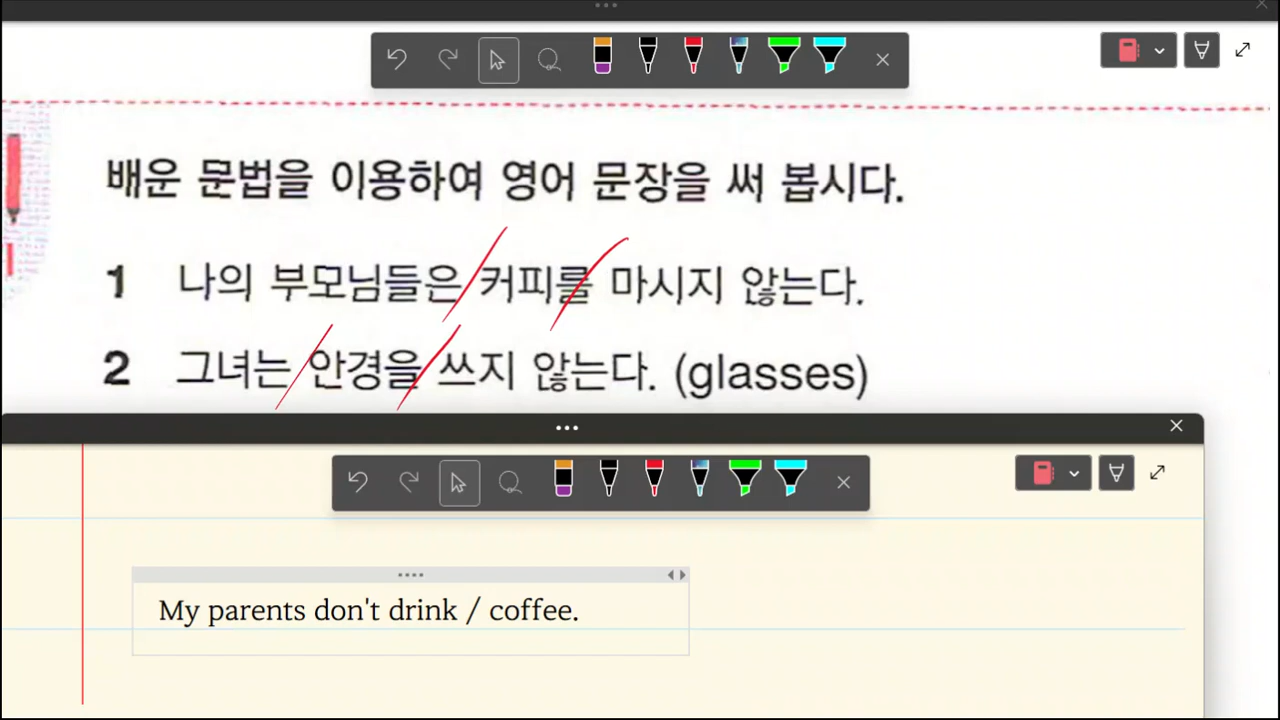 배운 문법을 이용하여 영어 문장을 써 봅시다.
1 나의 부모님들은 커피를 마시지 않는다.
2 그녀는 안경을 쓰지 않는다. (glasses)
My parents don't drink / coffee.